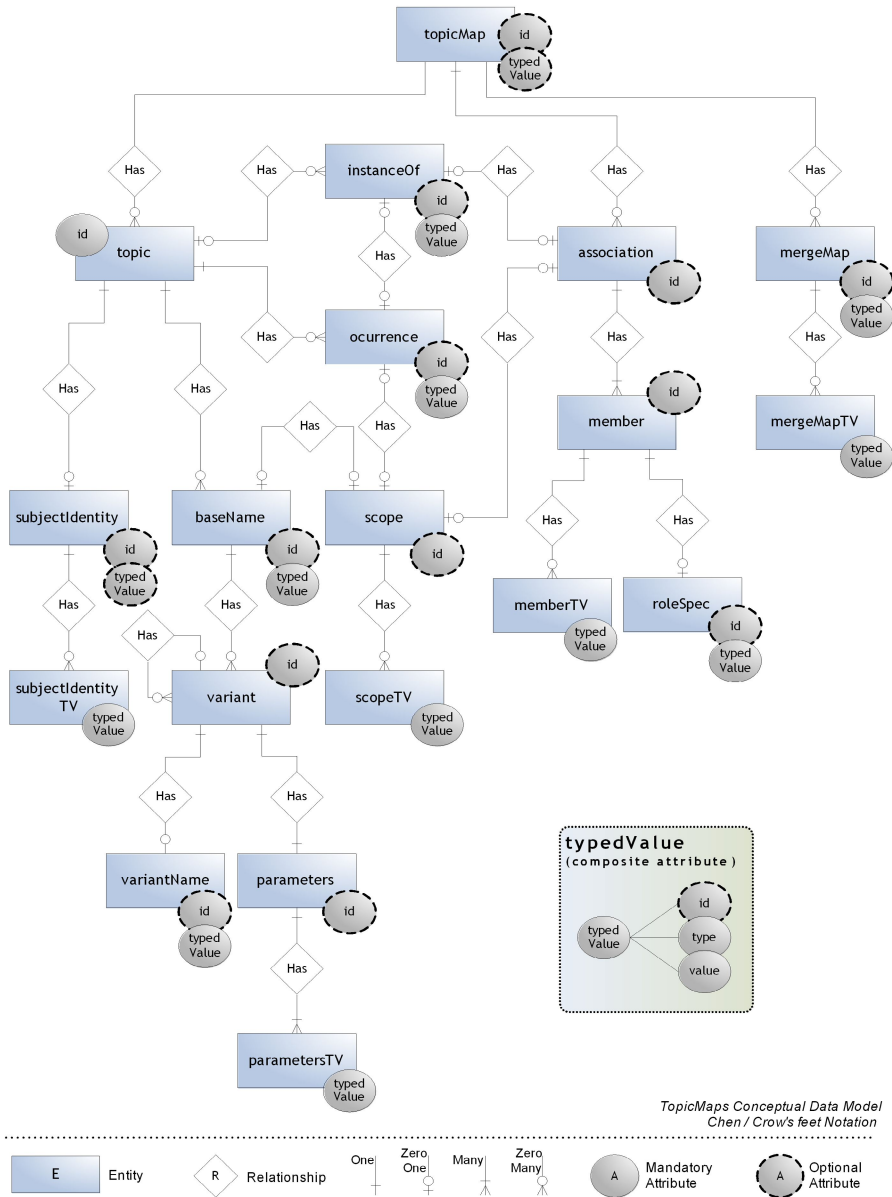 topicMap
id
typed
Value
Has
Has
Has
Has
Has
instanceOf
id
typed
Value
id
topic
association
id
mergeMap
id
typed
Value
Has
Has
ocurrence
id
typed
Value
Has
Has
Has
Has
Has
member
id
mergeMapTV
typed
Value
Has
Has
Has
subjectIdentity
id
typed
Value
baseName
id
typed
Value
scope
id
Has
Has
memberTV
typed
Value
roleSpec
id
typed
Value
Has
Has
Has
Has
subjectIdentity
TV
typed
Value
variant
id
scopeTV
typed
Value
Has
Has
variantName
id
typed
Value
parameters
id
typedValue
(composite attribute )
typed
Value
id
type
value
Has
parametersTV
typed
Value
TopicMaps Conceptual Data Model
Chen / Crow's feet Notation
E
Entity
R
Relationship
One
Zero
One
Many
Zero
Many
A
Mandatory
Attribute
A
Optional
Attribute